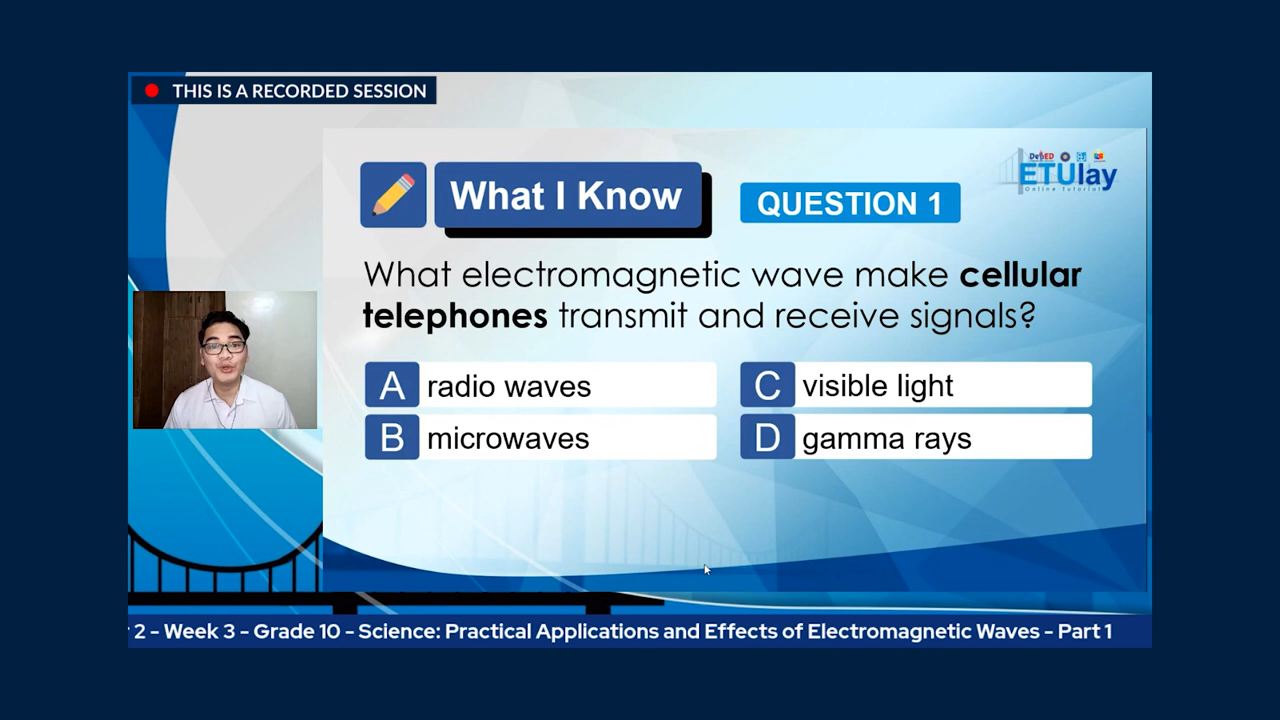 THIS IS A RECORDED SESSION
DepED
ETUlay
Online Tutorial
What I Know
QUESTION 1
What electromagnetic wave make cellular
telephones transmit and receive signals?
A radio waves
B microwaves
C visible light
D gamma rays
2 - Week 3 - Grade 10 - Science: Practical Applications and Effects of Electromagnetic Waves - Part 1